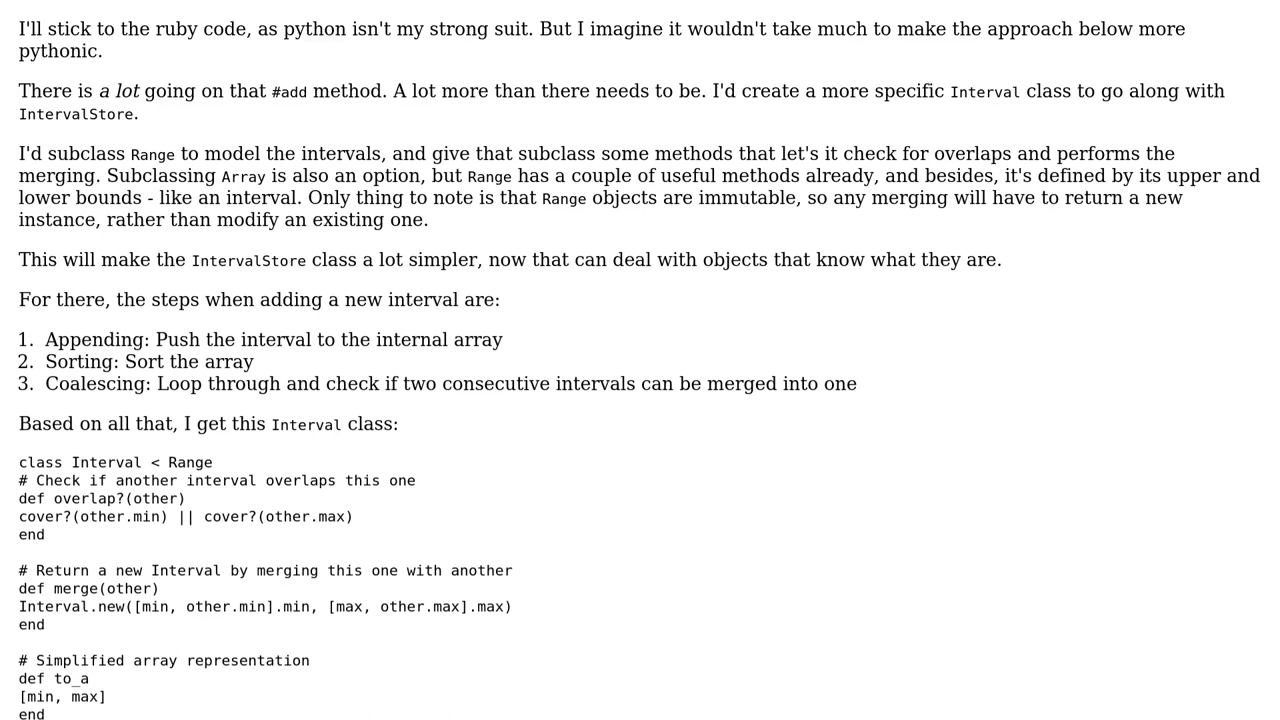 I'll stick to the ruby code, as python isn't my strong suit. But I imagine it wouldn't take much to make the approach below more
pythonic.
There is a lot going on that #add method. A lot more than there needs to be. I'd create a more specific Interval class to go along with
IntervalStore.
I'd subclass Range to model the intervals, and give that subclass some methods that let's it check for overlaps and performs the
merging. Subclassing Array is also an option, but Range has a couple of useful methods already, and besides, it's defined by its upper and
lower bounds - like an interval. Only thing to note is that Range objects are immutable, so any merging will have to return a new
instance, rather than modify an existing one.
This will make the IntervalStore class a lot simpler, now that can deal with objects that know what they are.
For there, the steps when adding a new interval are:
1. Appending: Push the interval to the internal array
2. Sorting: Sort the array
3. Coalescing: Loop through and check if two consecutive intervals can be merged into one
Based on all that, I get this Interval class:
class Interval < Range
# Check if another interval overlaps this one
def overlap?(other)
cover?(other.min) || cover?(other.max)
end
# Return a new Interval by merging this one with another
def merge(other)
Interval.new([min, other.min].min, [max, other.max].max)
end
# Simplified array representation
def to_a
[min, max]
end